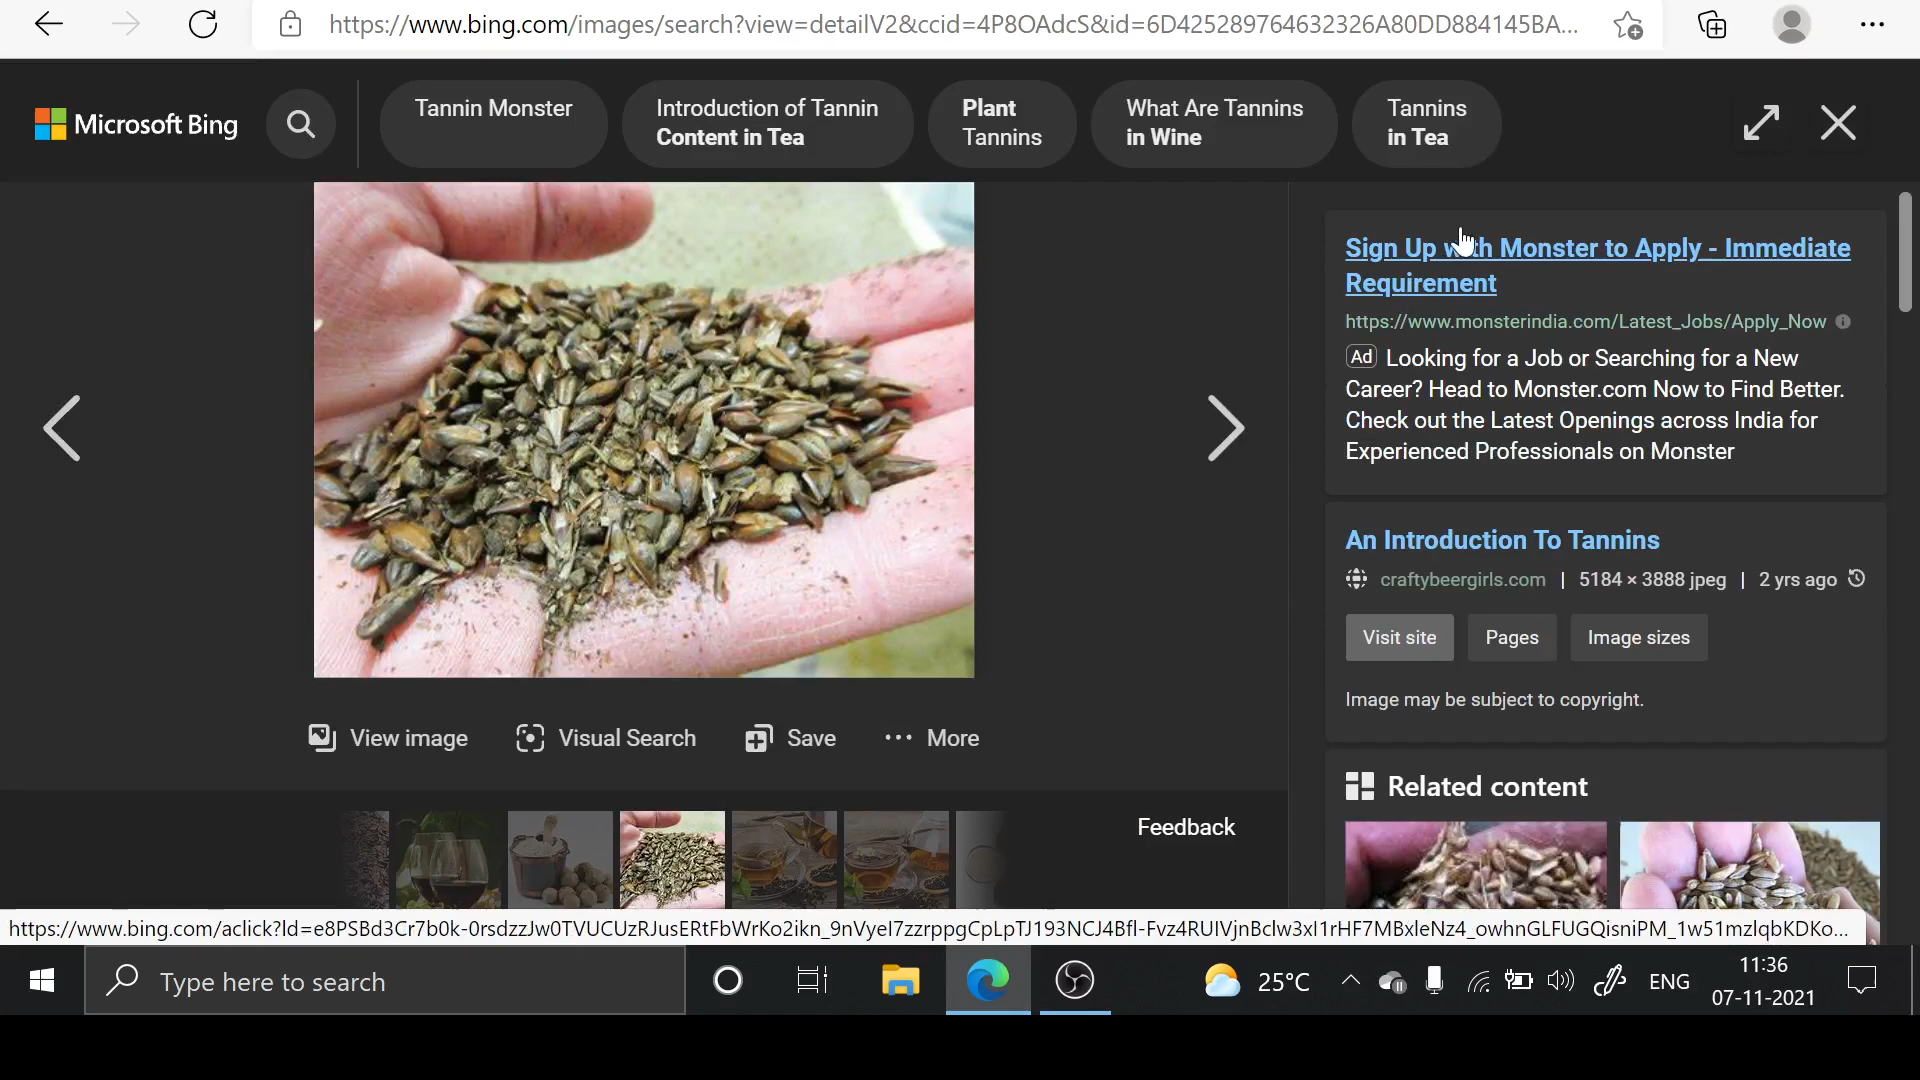 https://www.bing.com/images/search?view=detailV2&ccid=4P8OAdcS&id=6D425289764632326A80DD884145BA...
Microsoft Bing
Tannin Monster
Introduction of Tannin
Content in Tea
Plant
Tannins
What Are Tannins
in Wine
Tannins
in Tea
Sign Up with Monster to Apply - Immediate
Requirement
https://www.monsterindia.com/Latest_Jobs/Apply_Now
Ad Looking for a Job or Searching for a New
Career? Head to Monster.com Now to Find Better.
Check out the Latest Openings across India for
Experienced Professionals on Monster
An Introduction To Tannins
craftybeergirls.com | 5184 × 3888 jpeg | 2 yrs ago
Visit site
Pages
Image sizes
Image may be subject to copyright.
View image
Visual Search
Save
More
Related content
Feedback
https://www.bing.com/aclick?ld=e8PSBd3Cr7b0k-0rsdzzJw0TVUCUzRJusERtFbWrKo2ikn_9nVyeI7zzrppgCpLpTJ193NCJ4Bfl-Fvz4RUIVjnBclw3xI1rHF7MBxleNz4_owhnGLFUGQisniPM_1w51mzlqbKDKo...
Type here to search
25°C
ENG
11:36
07-11-2021